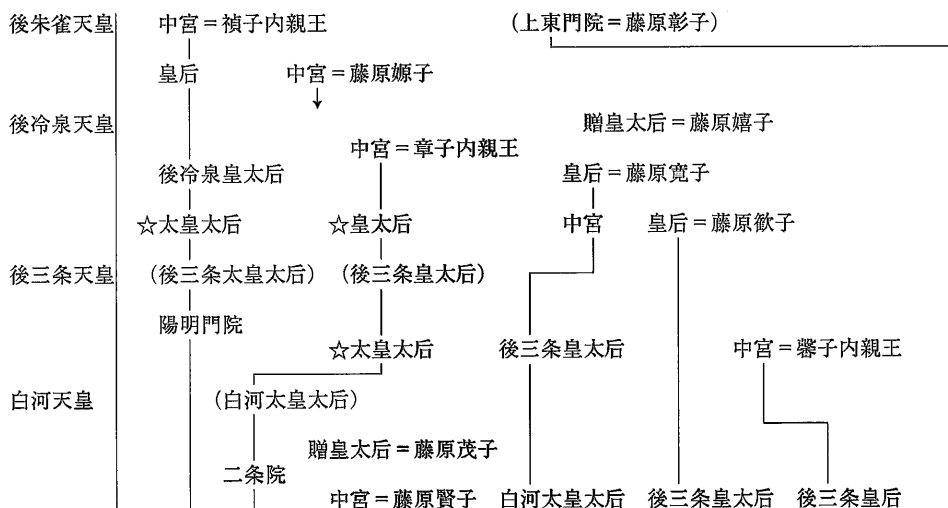 後朱雀天皇 中宮＝禎子内親王 (上東門院＝藤原彰子)
皇后 中宮＝藤原嫄子
↓
後冷泉天皇 贈皇太后＝藤原嬉子
中宮＝章子内親王
後冷泉皇太后 皇后＝藤原寛子
☆太皇太后 ☆皇太后 中宮 皇后＝藤原歓子
後三条天皇 (後三条太皇太后) (後三条皇太后)
陽明門院
☆太皇太后 後三条皇太后 中宮＝馨子内親王
白河天皇 (白河太皇太后)
贈皇太后＝藤原茂子
二条院
中宮＝藤原賢子 白河太皇太后 後三条皇太后 後三条皇后